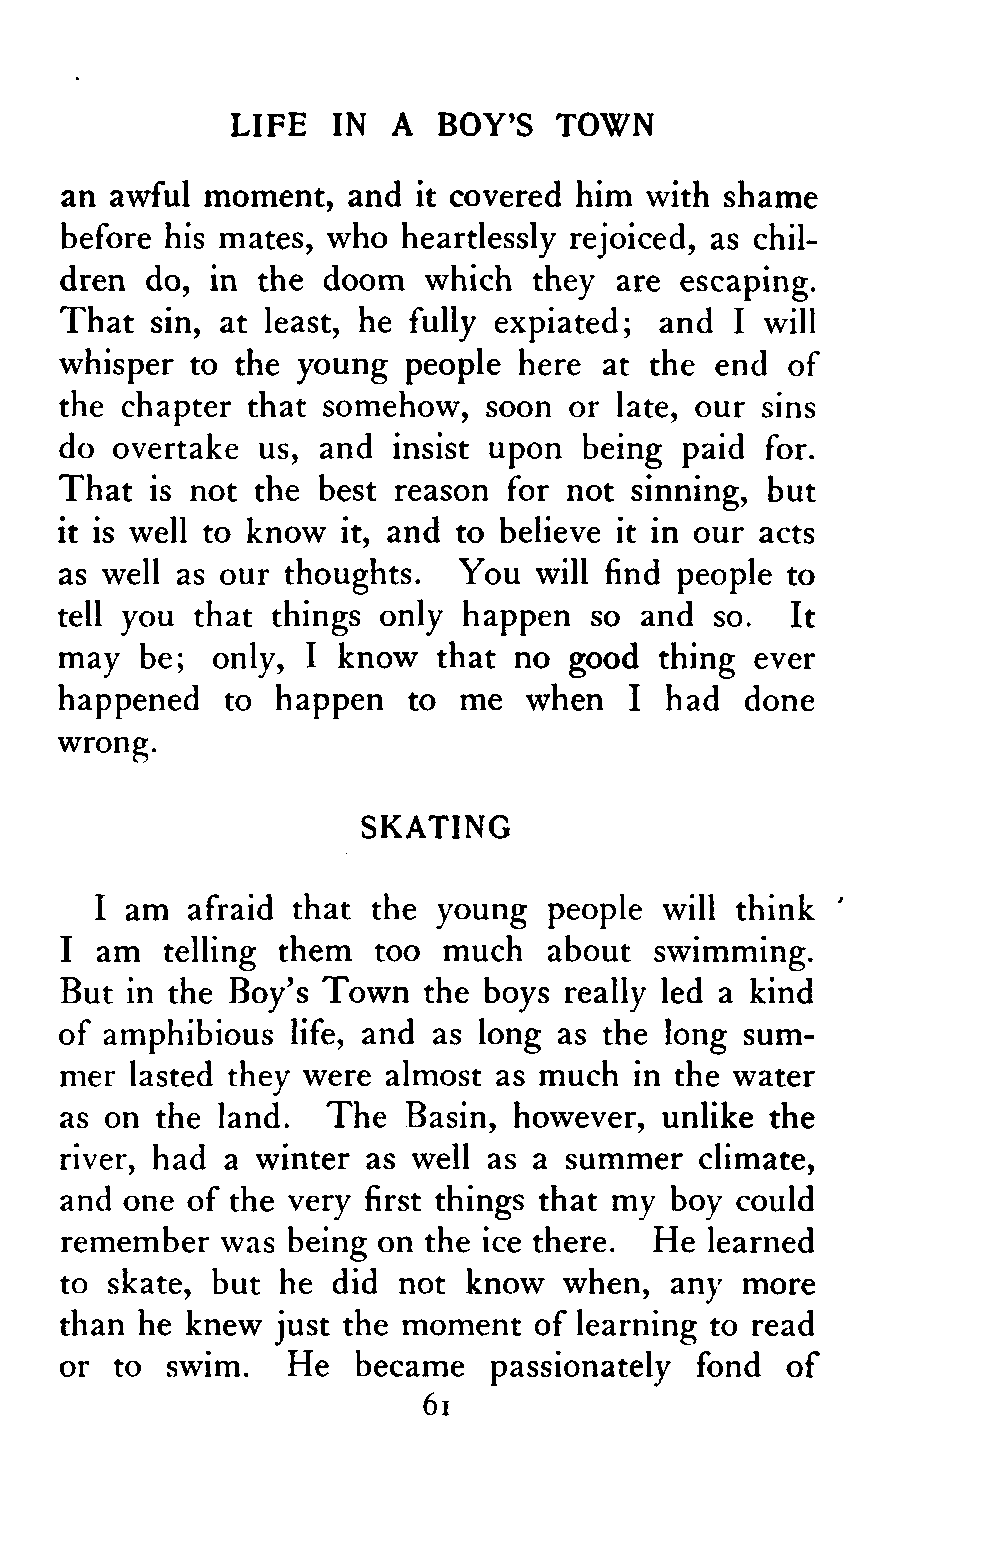 LIFE IN A BOY'S TOWN
an awful moment, and it covered him with shame
before his mates, who heartlessly rejoiced, as chil-
dren do, in the doom which they are escaping.
That sin, at least, he fully expiated; and I will
whisper to the young people here at the end of
the chapter that somehow, soon or late, our sins
do overtake us, and insist upon being paid for.
That is not the best reason for not sinning, but
it is well to know it, and to believe it in our acts
as well as our thoughts. You will find people to
tell you that things only happen so and so. It
may be; only, I know that no good thing ever
happened to happen to me when I had done
wrong.
SKATING
I am afraid that the young people will think
I am telling them too much about swimming.
But in the Boy's Town the boys really led a kind
of amphibious life, and as long as the long sum-
mer lasted they were almost as much in the water
as on the land. The Basin, however, unlike the
river, had a winter as well as a summer climate,
and one of the very first things that my boy could
remember was being on the ice there. He learned
to skate, but he did not know when, any more
than he knew just the moment of learning to read
or to swim. He became passionately fond of
61